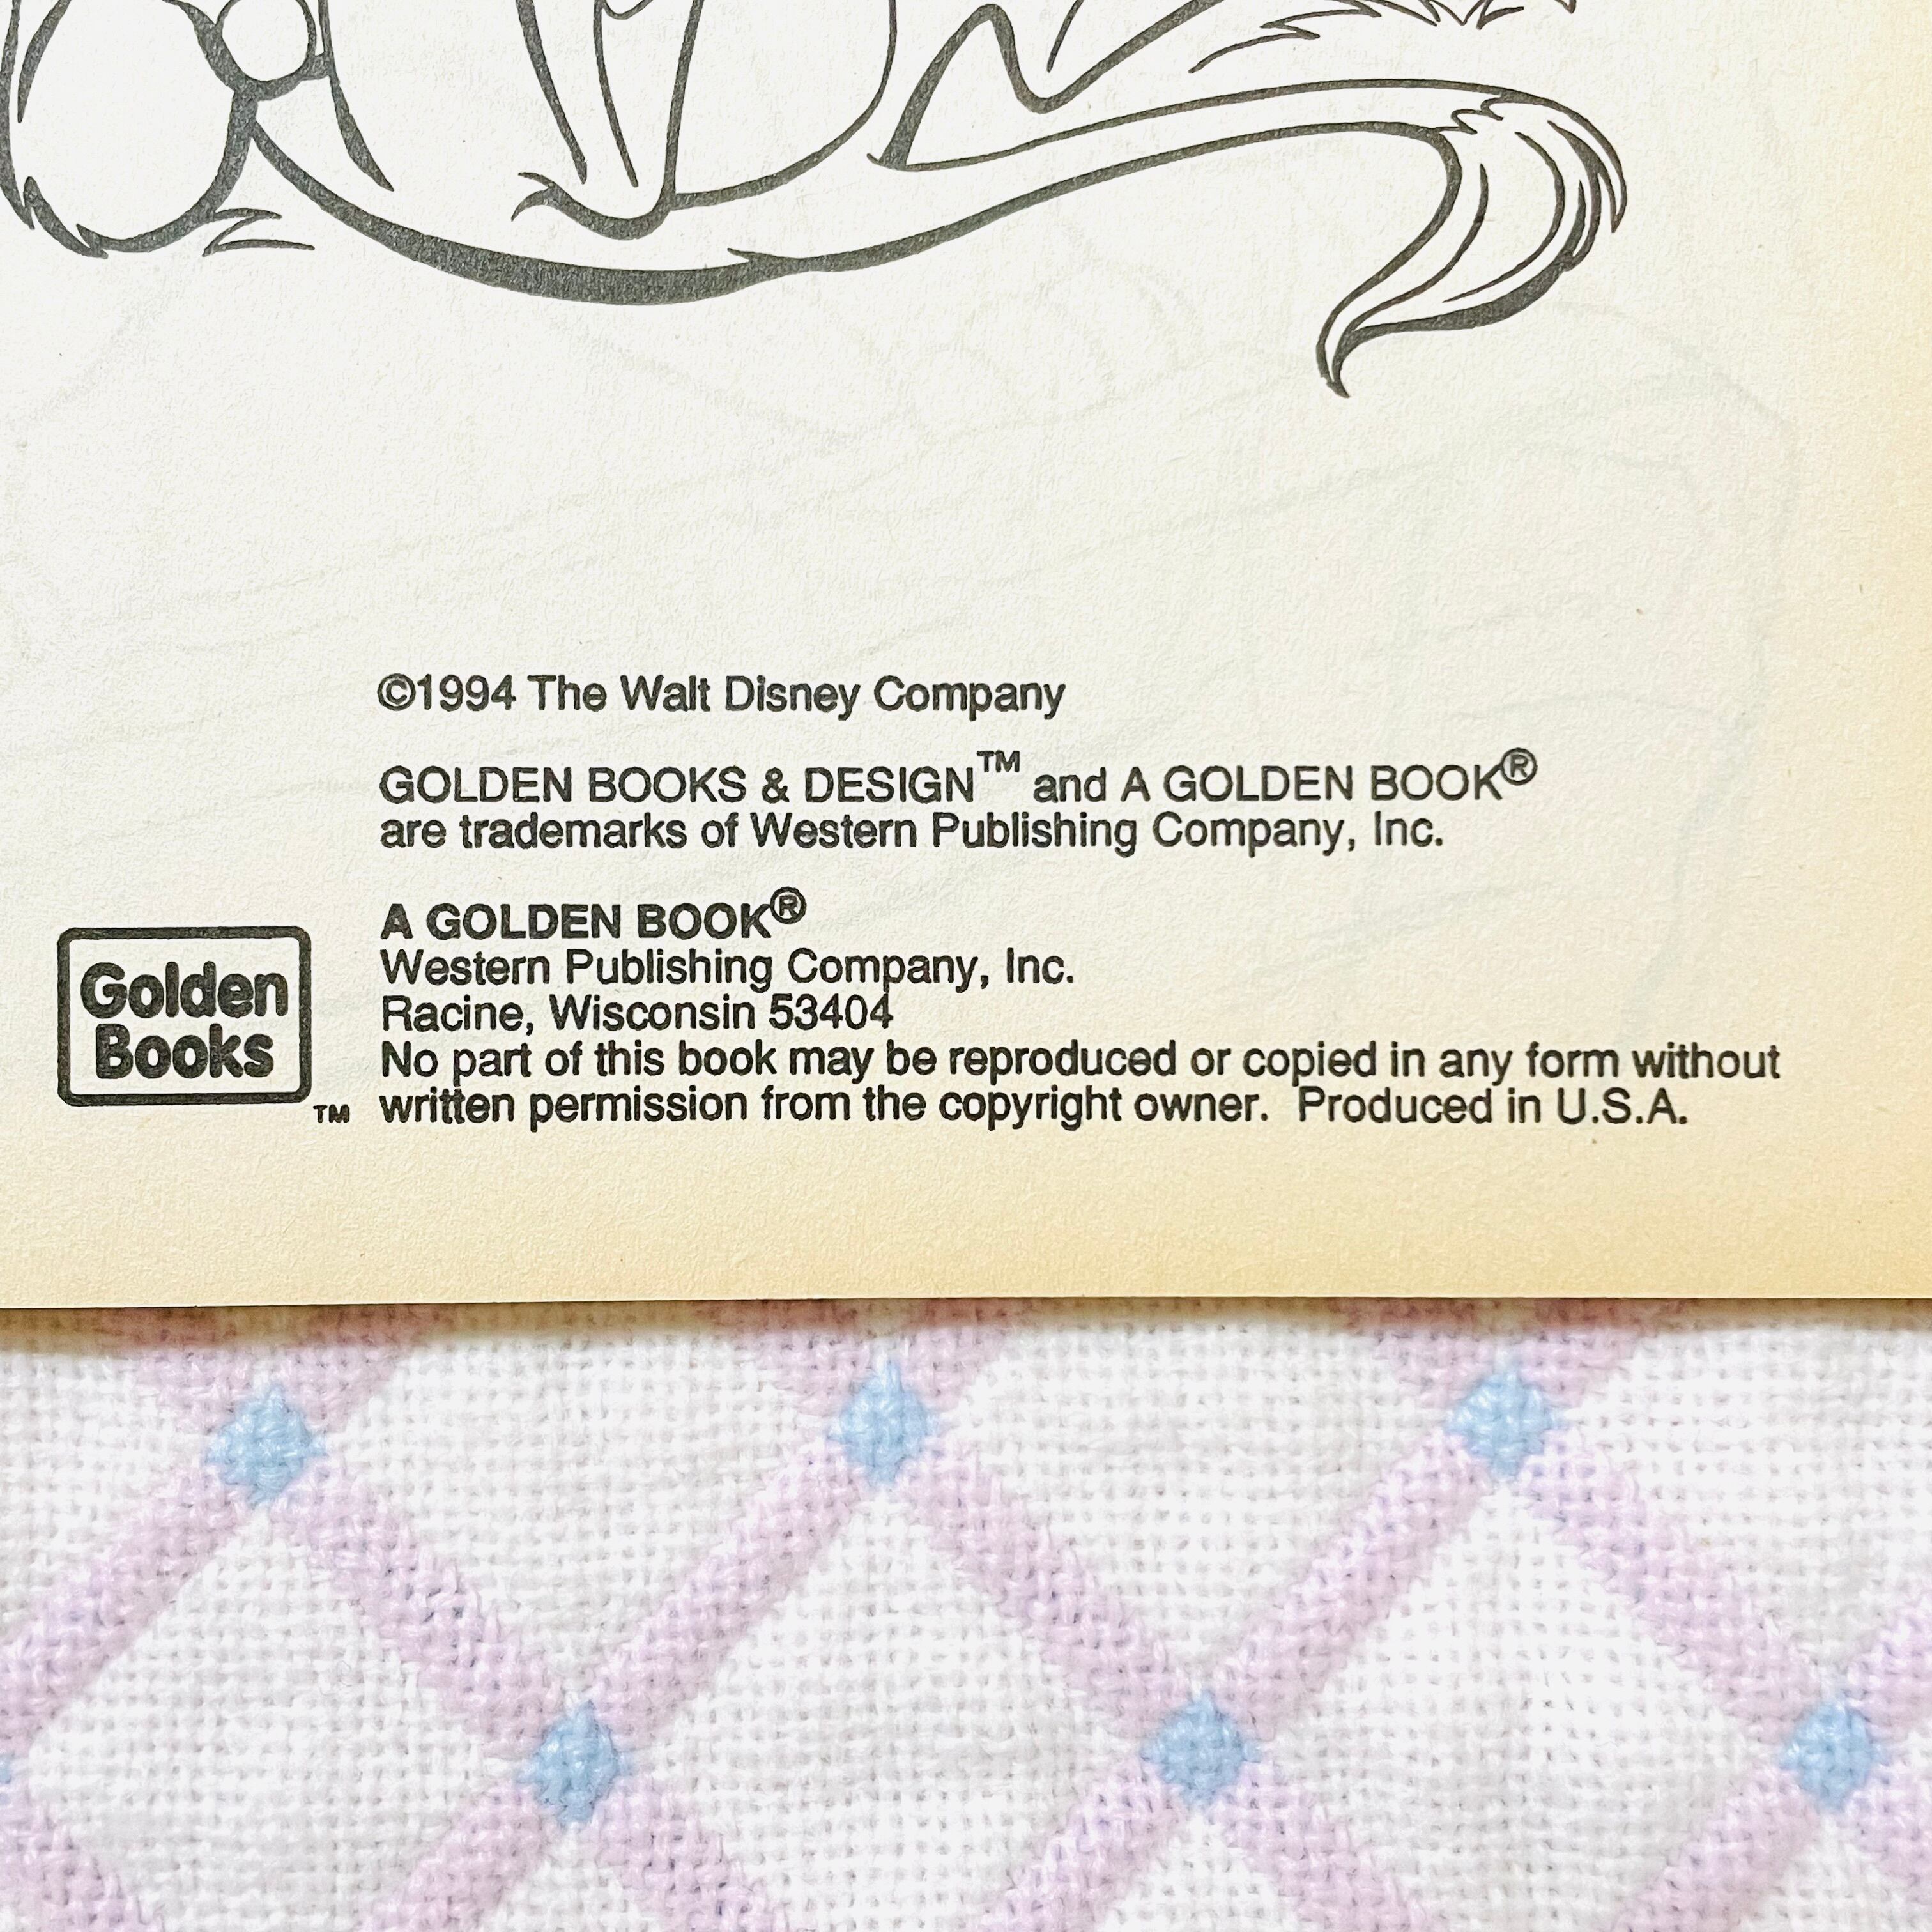 ©1994 The Walt Disney Company
GOLDEN BOOKS & DESIGN™ and A GOLDEN BOOK®
are trademarks of Western Publishing Company, Inc.
A GOLDEN BOOK®
Western Publishing Company, Inc.
Racine, Wisconsin 53404
No part of this book may be reproduced or copied in any form without
written permission from the copyright owner.  Produced in U.S.A.
Golden
Books
TM